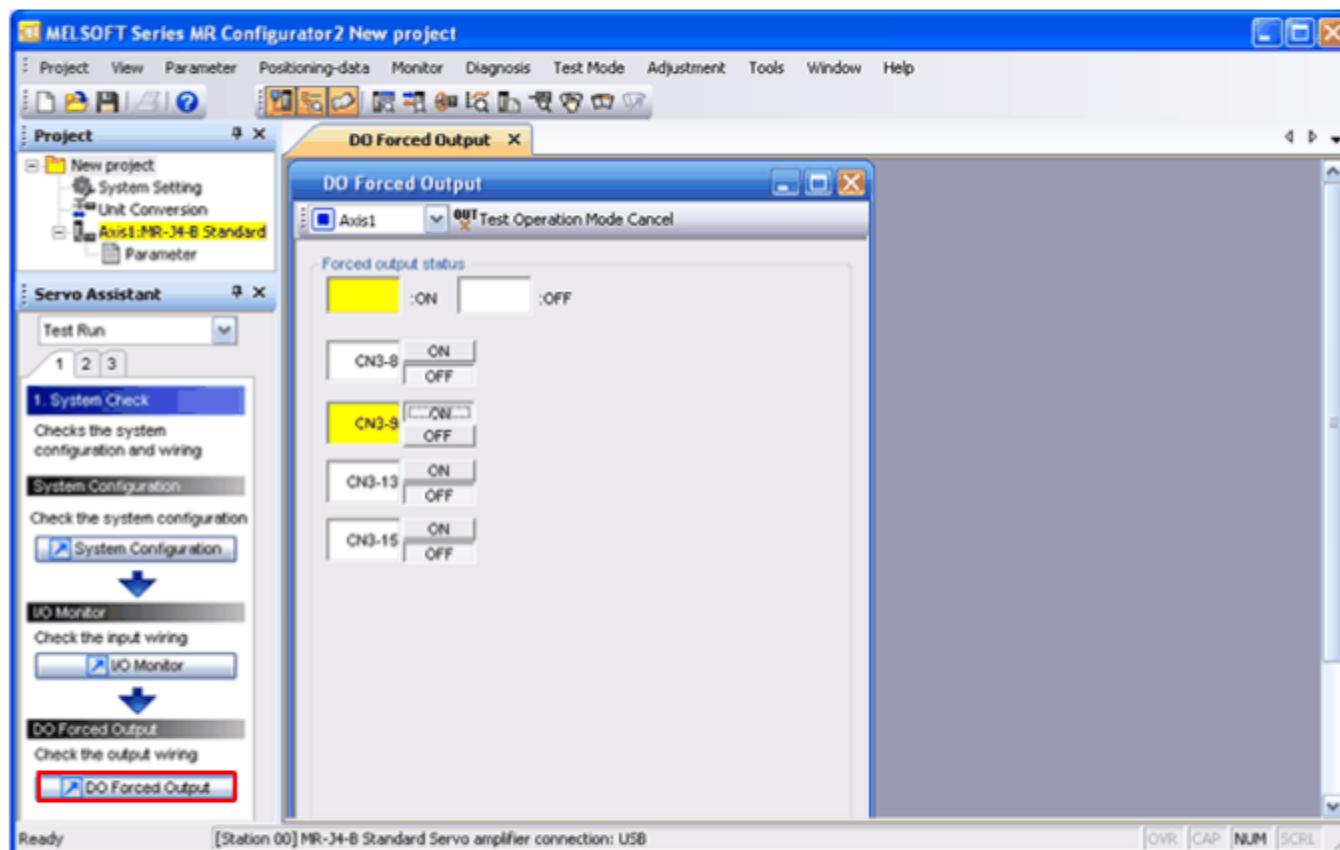 MELSOFT Series MR Configurator2 New project
Project View Parameter Positioning-data Monitor Diagnosis Test Mode Adjustment Tools Window Help
Project
New project
System Setting
Unit Conversion
Axis1:MR-J4-B Standard
Parameter
Servo Assistant
Test Run
1 2 3
1. System Check
Checks the system
configuration and wiring
System Configuration
Check the system configuration
System Configuration
I/O Monitor
Check the input wiring
I/O Monitor
DO Forced Output
Check the output wiring
DO Forced Output
DO Forced Output
DO Forced Output
Axis1 OUT Test Operation Mode Cancel
Forced output status
:ON :OFF
CN3-8 ON
OFF
CN3-9 ON
OFF
CN3-13 ON
OFF
CN3-15 ON
OFF
Ready [Station 00] MR-J4-B Standard Servo amplifier connection: USB OVR CAP NUM SCRL